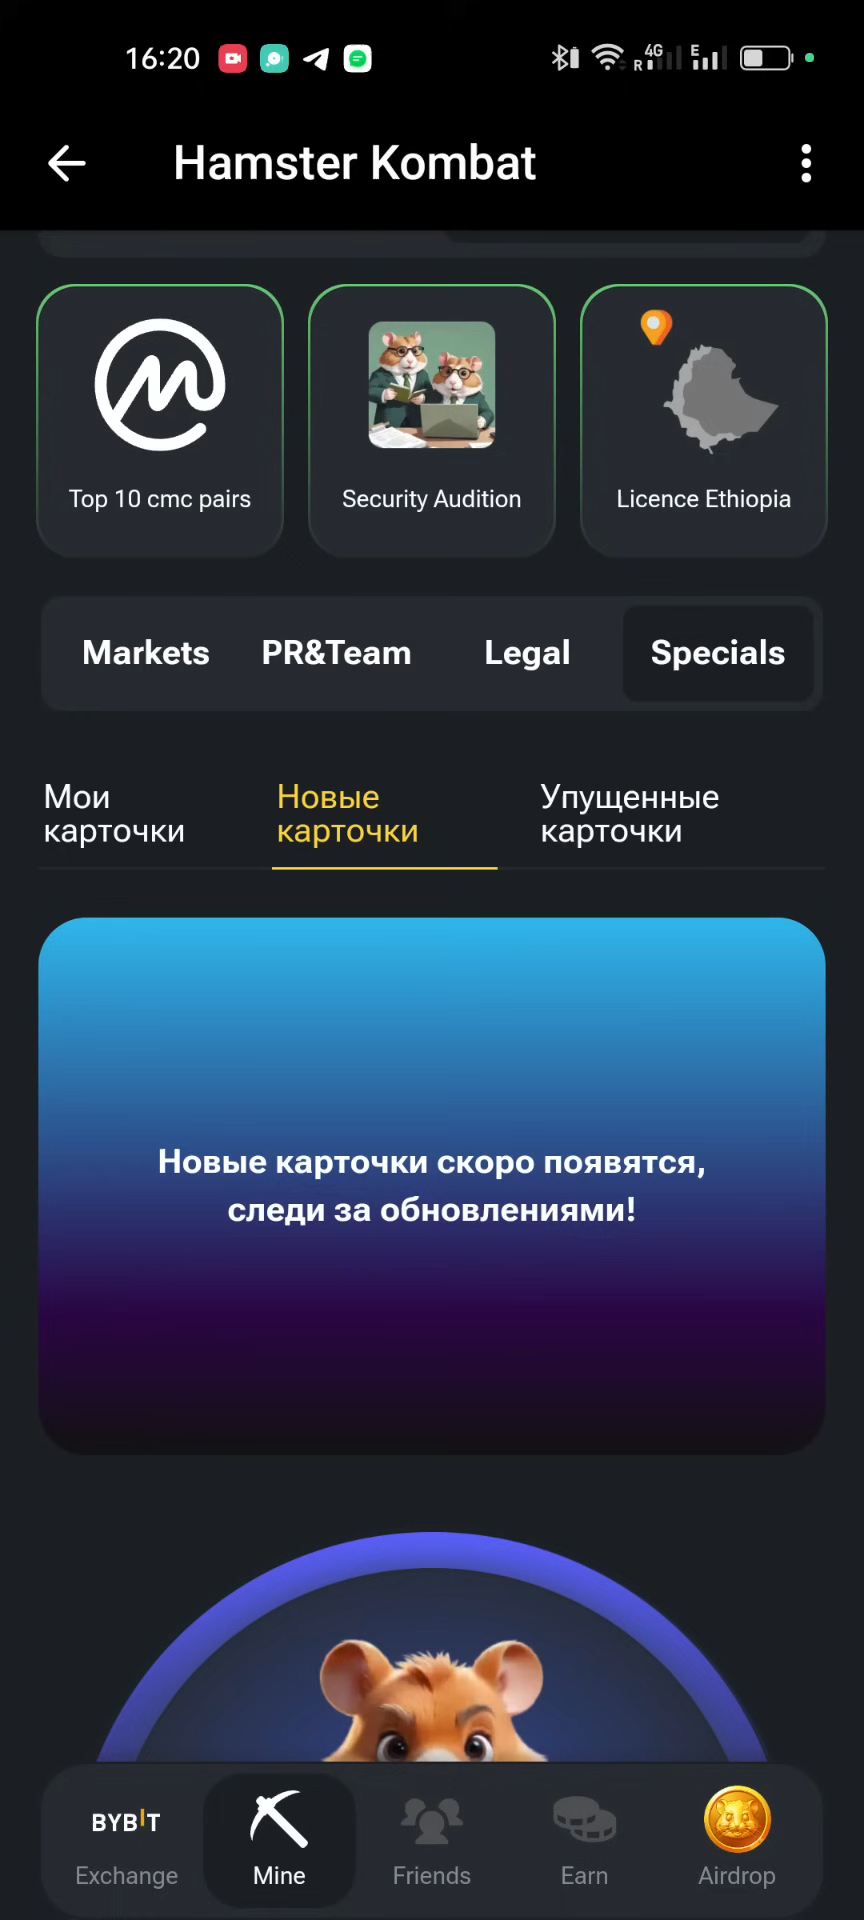 16:20
R 4G E
Hamster Kombat
Top 10 cmc pairs
Security Audition
Licence Ethiopia
Markets PR&Team Legal Specials
Мои
карточки
Новые
карточки
Упущенные
карточки
Новые карточки скоро появятся,
следи за обновлениями!
BYBIT
Exchange Mine Friends Earn Airdrop